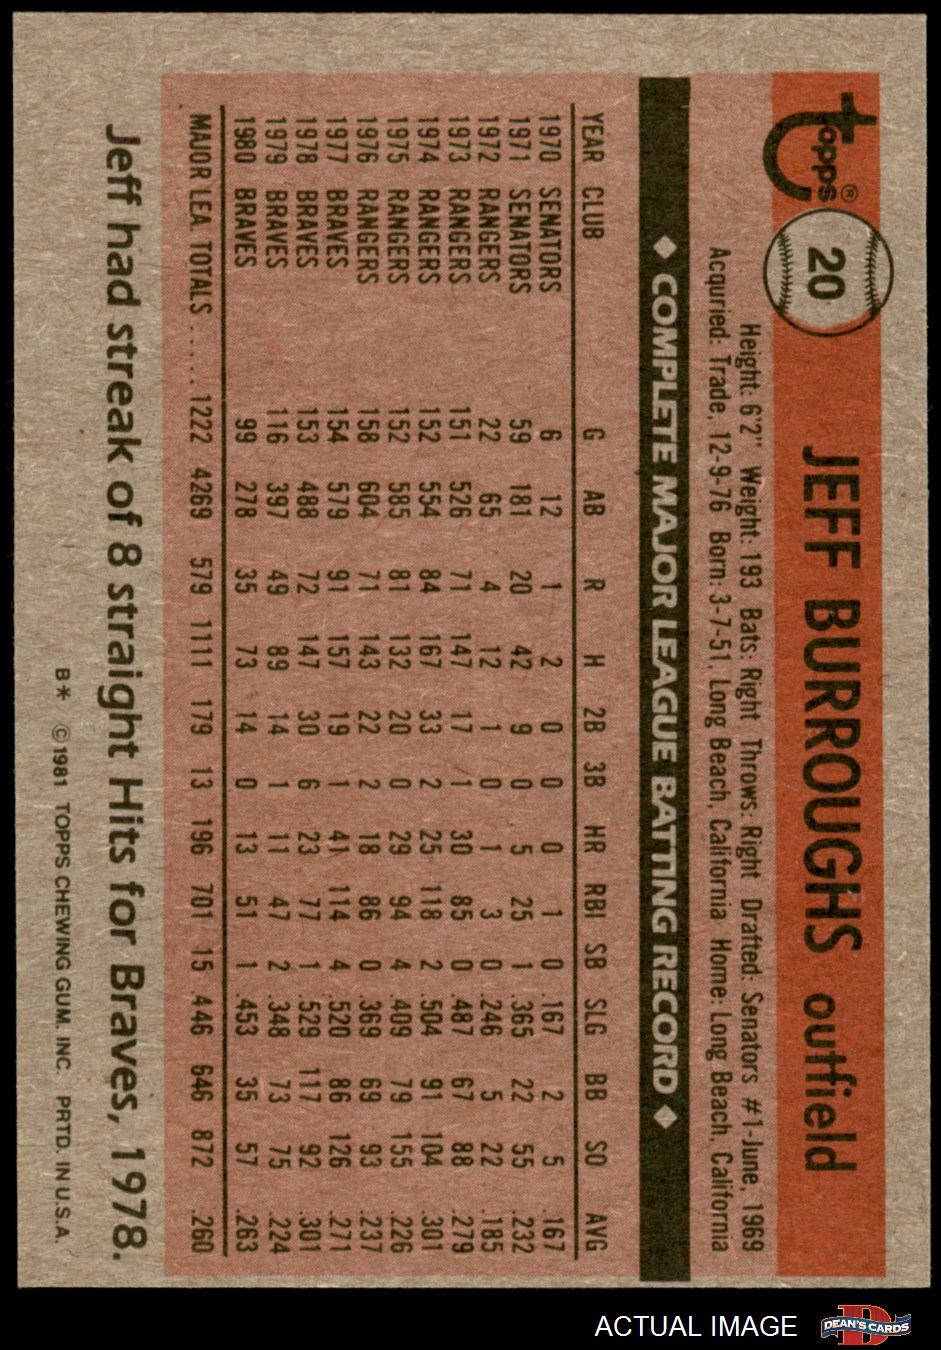 Topps®
20
JEFF BURROUGHS outfield
Height: 6'2" Weight: 193 Bats: Right Throws: Right Drafted: Senators #1-June, 1969
Acquried: Trade, 12-9-76 Born: 3-7-51, Long Beach, California Home: Long Beach, California
◆ COMPLETE MAJOR LEAGUE BATTING RECORD ◆
YEAR CLUB G AB R H 2B 3B HR RBI SB SLG BB SO AVG
1970 SENATORS 6 12 1 2 0 0 0 1 0 .167 2 5 .167
1971 SENATORS 59 181 20 42 9 0 5 25 1 .365 22 55 .232
1972 RANGERS 22 65 4 12 1 0 1 3 0 .246 5 22 .185
1973 RANGERS 151 526 71 147 17 1 30 85 0 .487 67 88 .279
1974 RANGERS 152 554 84 167 33 2 25 118 2 .504 91 104 .301
1975 RANGERS 152 585 81 132 20 0 29 94 4 .409 79 155 .226
1976 RANGERS 158 604 71 143 22 2 18 86 0 .369 69 93 .237
1977 BRAVES 154 579 91 157 19 1 41 114 4 .520 86 126 .271
1978 BRAVES 153 488 72 147 30 6 23 77 1 .529 117 92 .301
1979 BRAVES 116 397 49 89 14 1 11 47 2 .348 73 75 .224
1980 BRAVES 99 278 35 73 14 0 13 51 1 .453 35 57 .263
MAJOR LEA. TOTALS ..... 1222 4269 579 1111 179 13 196 701 15 .446 646 872 .260
Jeff had streak of 8 straight Hits for Braves, 1978.
B* ©1981 TOPPS CHEWING GUM. INC. PRTD. IN U.S.A.
ACTUAL IMAGE
D
DEAN'S CARDS